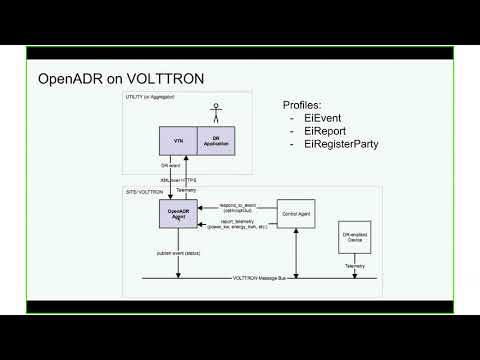 OpenADR on VOLTTRON
UTILITY (or Aggregator)
VTN
DR
Application
Profiles:
- EiEvent
- EiReport
- EiRegisterParty
DR event
XML over HTTPS
Telemetry
SITE/ VOLTTRON
OpenADR
Agent
respond_to_event
(optIn/optOut)
report_telemetry
(power_kw, energy_kwh, etc.)
Control Agent
DR-enabled
Device
publish event (status)
Telemetry
VOLTTRON Message Bus